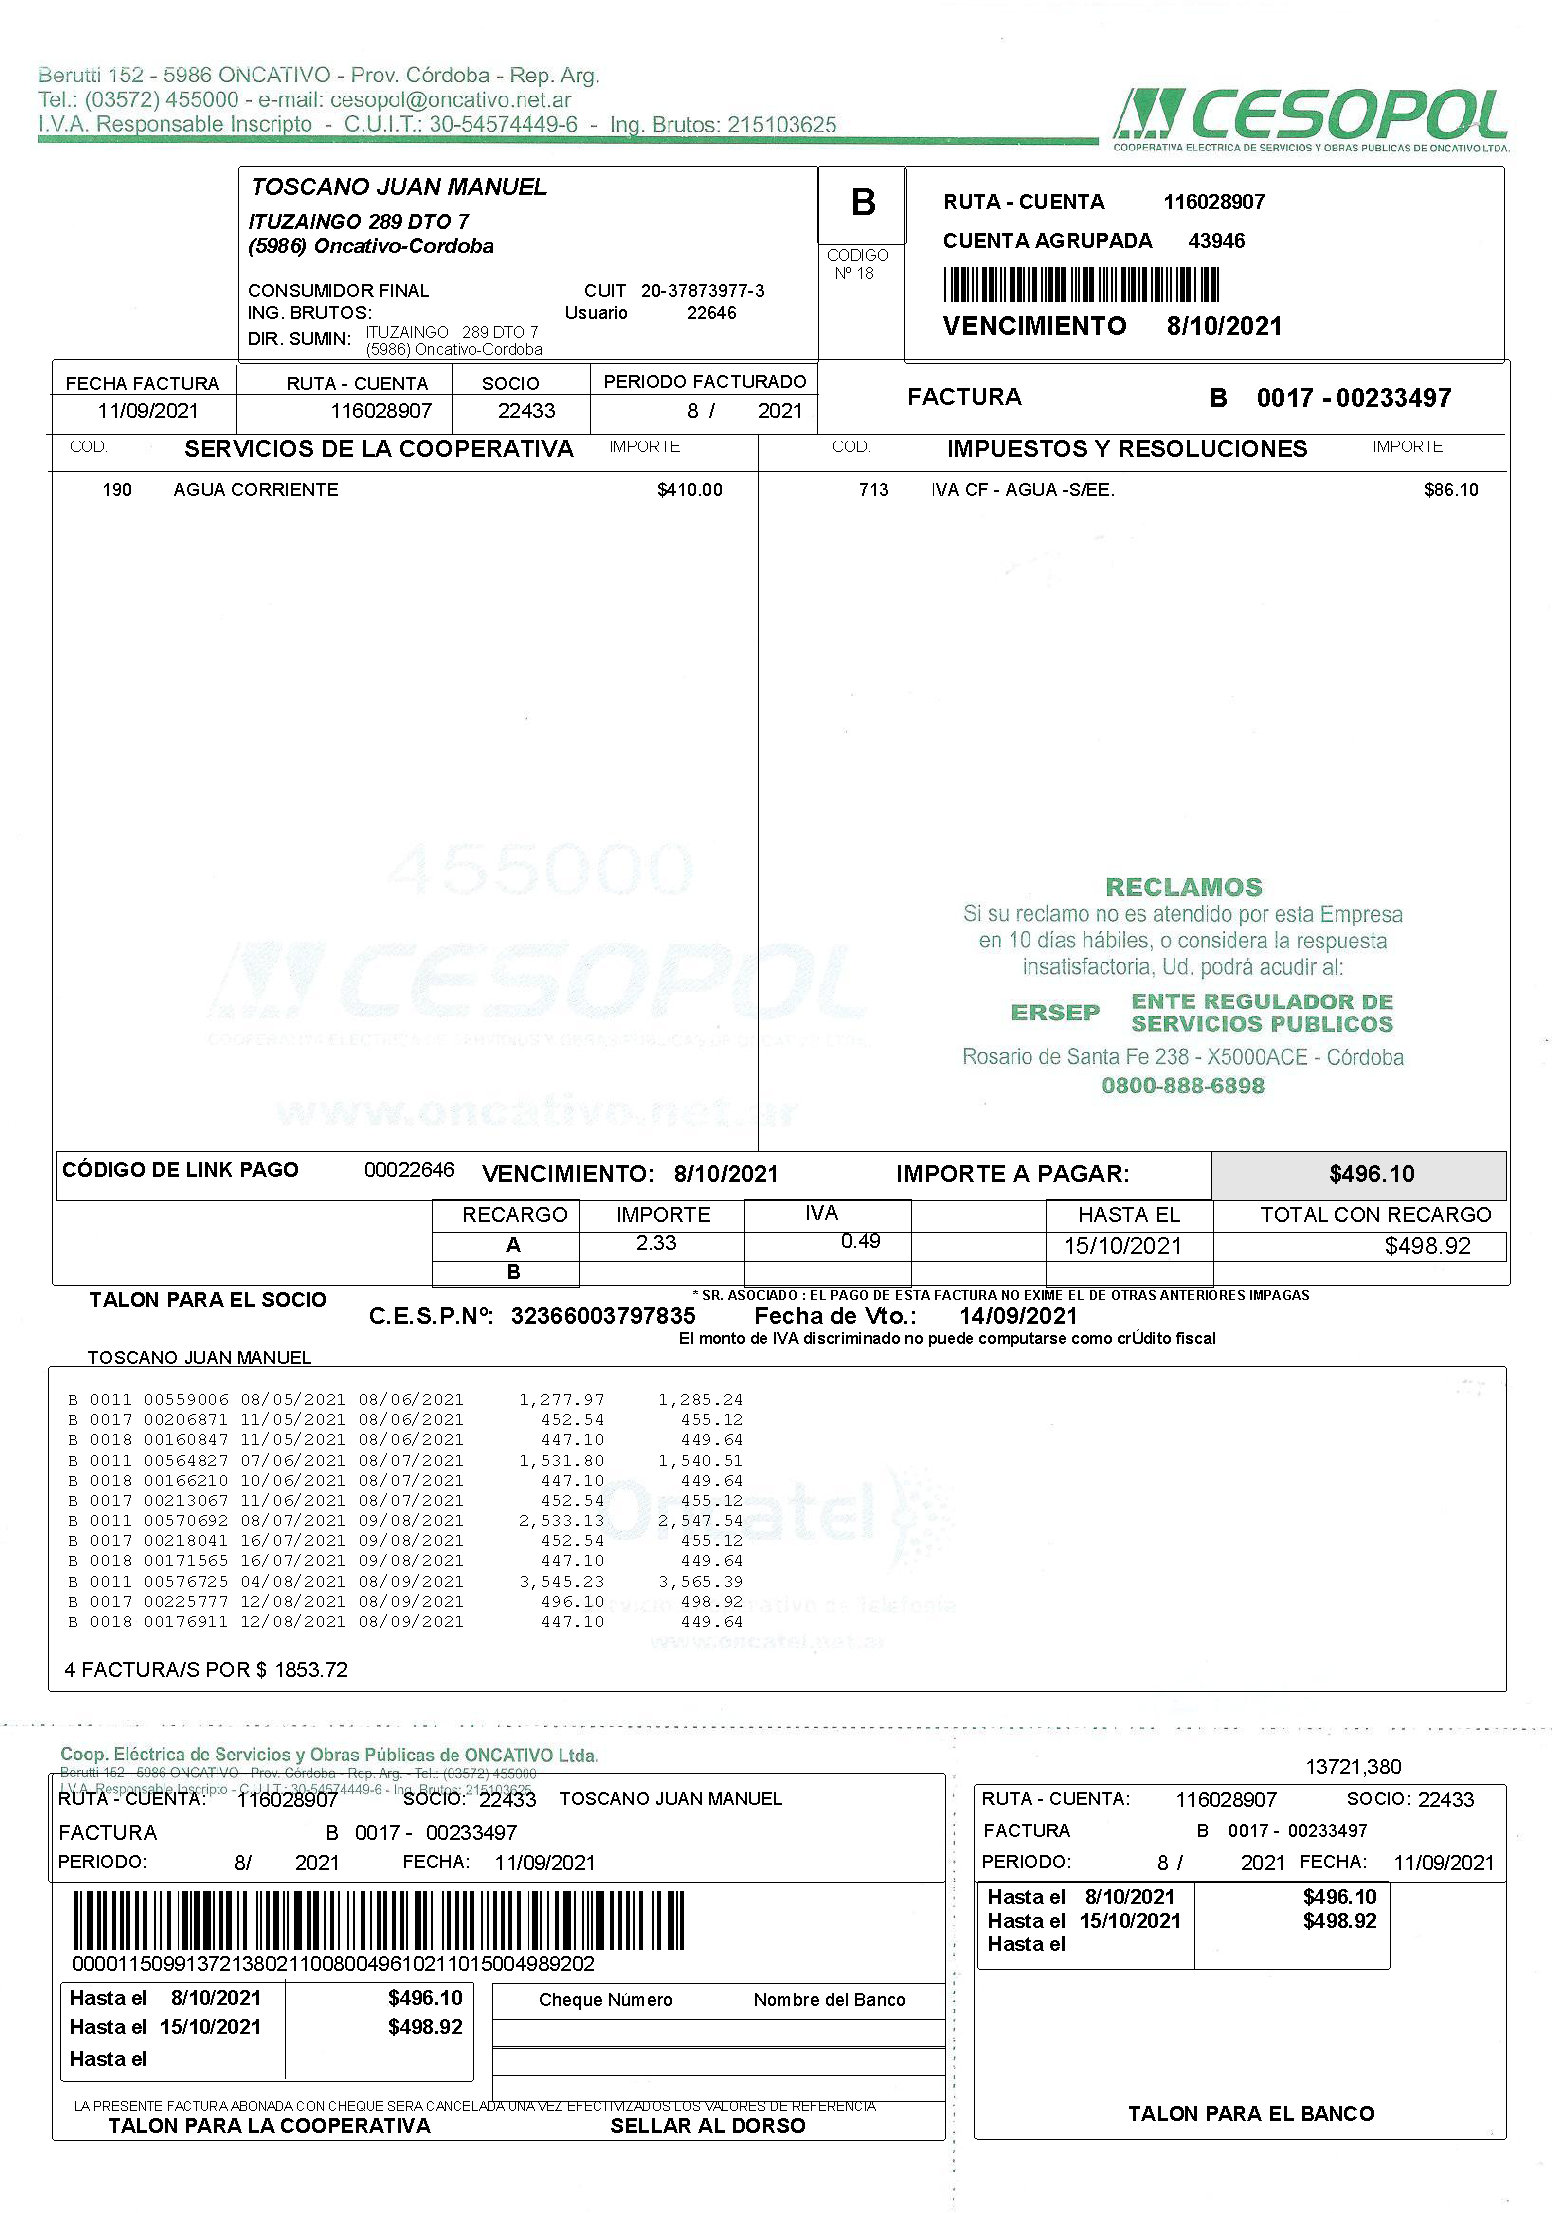 Berutti 152 - 5986 ONCATIVO - Prov. Córdoba - Rep. Arg.
Tel.: (03572) 455000 - e-mail: cesopol@oncativo.net.ar
I.V.A. Responsable Inscripto - C.U.I.T.: 30-54574449-6 - Ing. Brutos: 215103625
CESOPOL
COOPERATIVA ELECTRICA DE SERVICIOS Y OBRAS PUBLICAS DE ONCATIVO LTDA.
TOSCANO JUAN MANUEL
ITUZAINGO 289 DTO 7
(5986) Oncativo-Cordoba
CONSUMIDOR FINAL CUIT 20-37873977-3
ING. BRUTOS: Usuario 22646
DIR. SUMIN: ITUZAINGO 289 DTO 7
(5986) Oncativo-Cordoba
B
CODIGO
Nº 18
RUTA - CUENTA 116028907
CUENTA AGRUPADA 43946
VENCIMIENTO 8/10/2021
FECHA FACTURA RUTA - CUENTA SOCIO PERIODO FACTURADO
11/09/2021 116028907 22433 8 / 2021
FACTURA B 0017 - 00233497
COD. SERVICIOS DE LA COOPERATIVA IMPORTE COD. IMPUESTOS Y RESOLUCIONES IMPORTE
190 AGUA CORRIENTE $410.00 713 IVA CF - AGUA -S/EE. $86.10
455000
CESOPOL
COOPERATIVA ELECTRICA DE SERVICIOS Y OBRAS PUBLICAS DE ONCATIVO LTDA.
www.oncativo.net.ar
RECLAMOS
Si su reclamo no es atendido por esta Empresa
en 10 días hábiles, o considera la respuesta
insatisfactoria, Ud. podrá acudir al:
ERSEP ENTE REGULADOR DE
SERVICIOS PUBLICOS
Rosario de Santa Fe 238 - X5000ACE - Córdoba
0800-888-6898
CÓDIGO DE LINK PAGO 00022646 VENCIMIENTO: 8/10/2021 IMPORTE A PAGAR: $496.10
RECARGO IMPORTE IVA HASTA EL TOTAL CON RECARGO
A 2.33 0.49 15/10/2021 $498.92
B
TALON PARA EL SOCIO
* SR. ASOCIADO : EL PAGO DE ESTA FACTURA NO EXIME EL DE OTRAS ANTERIORES IMPAGAS
C.E.S.P.Nº: 32366003797835 Fecha de Vto.: 14/09/2021
El monto de IVA discriminado no puede computarse como crÚdito fiscal
TOSCANO JUAN MANUEL
B 0011 00559006 08/05/2021 08/06/2021 1,277.97 1,285.24
B 0017 00206871 11/05/2021 08/06/2021 452.54 455.12
B 0018 00160847 11/05/2021 08/06/2021 447.10 449.64
B 0011 00564827 07/06/2021 08/07/2021 1,531.80 1,540.51
B 0018 00166210 10/06/2021 08/07/2021 447.10 449.64
B 0017 00213067 11/06/2021 08/07/2021 452.54 455.12
B 0011 00570692 08/07/2021 09/08/2021 2,533.13 2,547.54
B 0017 00218041 16/07/2021 09/08/2021 452.54 455.12
B 0018 00171565 16/07/2021 09/08/2021 447.10 449.64
B 0011 00576725 04/08/2021 08/09/2021 3,545.23 3,565.39
B 0017 00225777 12/08/2021 08/09/2021 496.10 498.92
B 0018 00176911 12/08/2021 08/09/2021 447.10 449.64
Oncatel
www.oncatel.net.ar
4 FACTURA/S POR $ 1853.72
Coop. Eléctrica de Servicios y Obras Públicas de ONCATIVO Ltda.
Berutti 152 - 5986 ONCATIVO - Prov. Córdoba - Rep. Arg. - Tel.: (03572) 455000
I.V.A. Responsable Inscripto - C.U.I.T.: 30-54574449-6 - Ing. Brutos: 215103625
RUTA - CUENTA: 116028907 SOCIO: 22433 TOSCANO JUAN MANUEL
FACTURA B 0017 - 00233497
PERIODO: 8/ 2021 FECHA: 11/09/2021
00001150991372138021100800496102110150049892​02
Hasta el 8/10/2021 $496.10
Hasta el 15/10/2021 $498.92
Hasta el
Cheque Número Nombre del Banco
LA PRESENTE FACTURA ABONADA CON CHEQUE SERA CANCELADA UNA VEZ EFECTIVIZADOS LOS VALORES DE REFERENCIA
TALON PARA LA COOPERATIVA SELLAR AL DORSO
13721,380
RUTA - CUENTA: 116028907 SOCIO: 22433
FACTURA B 0017 - 00233497
PERIODO: 8 / 2021 FECHA: 11/09/2021
Hasta el 8/10/2021 $496.10
Hasta el 15/10/2021 $498.92
Hasta el
TALON PARA EL BANCO